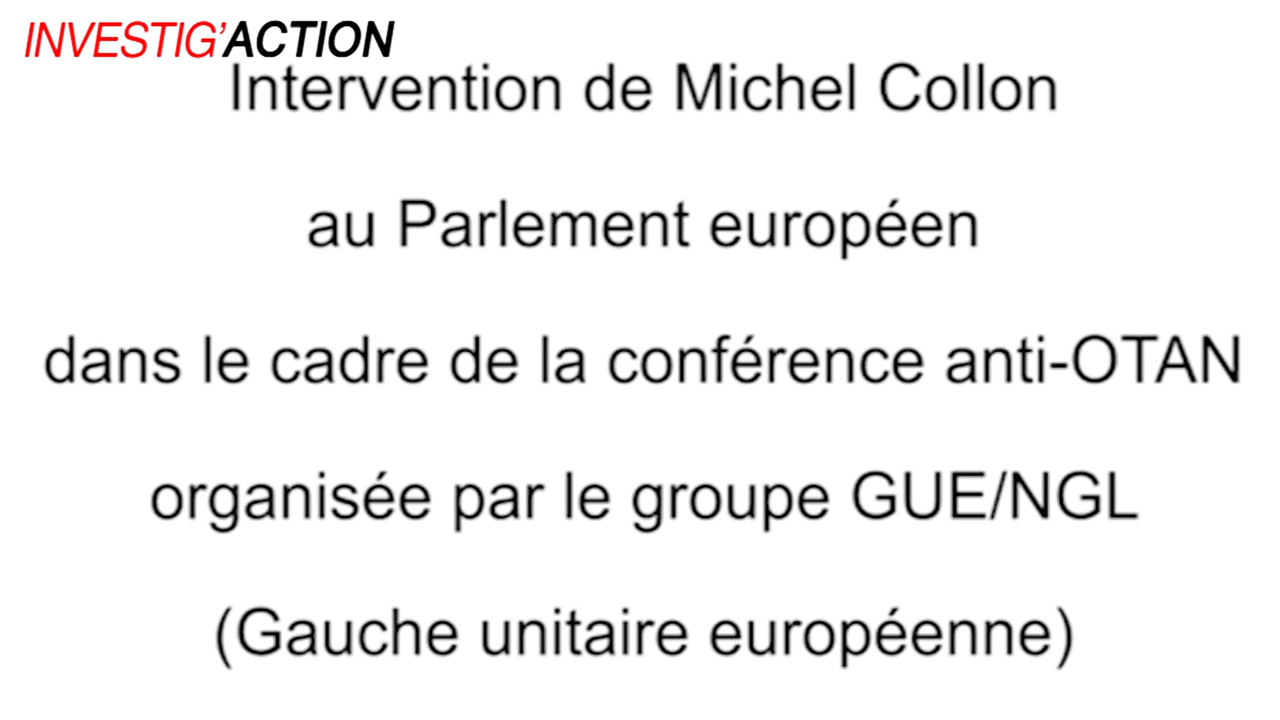 INVESTIG'ACTION
Intervention de Michel Collon
au Parlement européen
dans le cadre de la conférence anti-OTAN
organisée par le groupe GUE/NGL
(Gauche unitaire européenne)